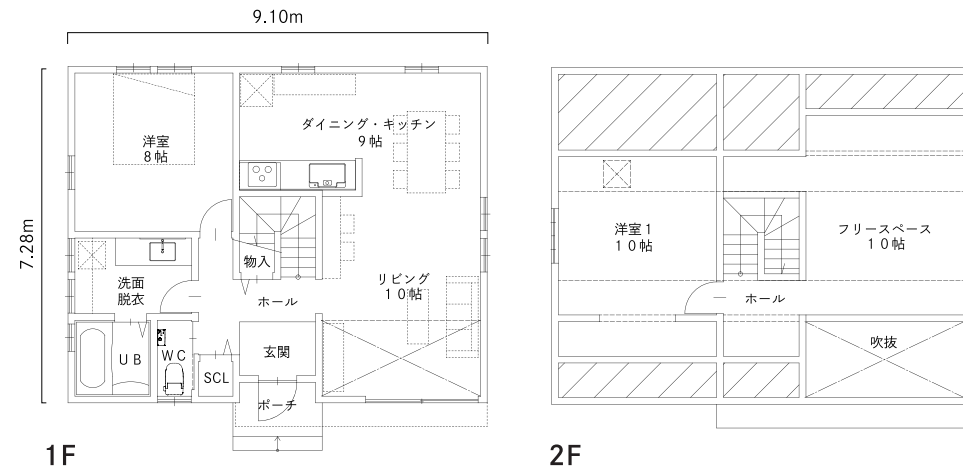 9.10m
7.28m
洋室
8帖
ダイニング・キッチン
9帖
洗面
脱衣
物入
ホール
リビング
10帖
UB
WC
SCL
玄関
ポーチ
1F
洋室1
10帖
フリースペース
10帖
ホール
吹抜
2F